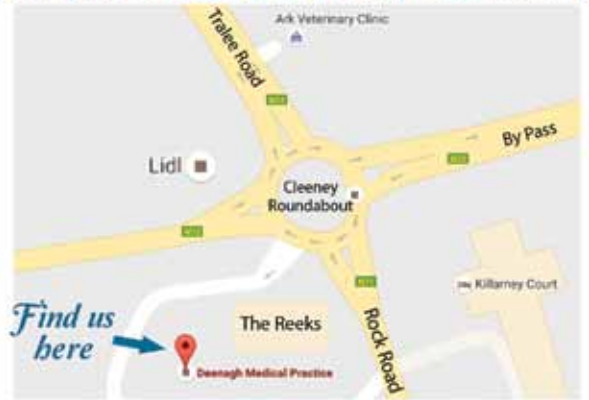 Ark Veterinary Clinic
Tralee Road
By Pass
Lidl
Cleeney
Roundabout
Killarney Court
Find us
here
The Reeks
Rock Road
Deenagh Medical Practice